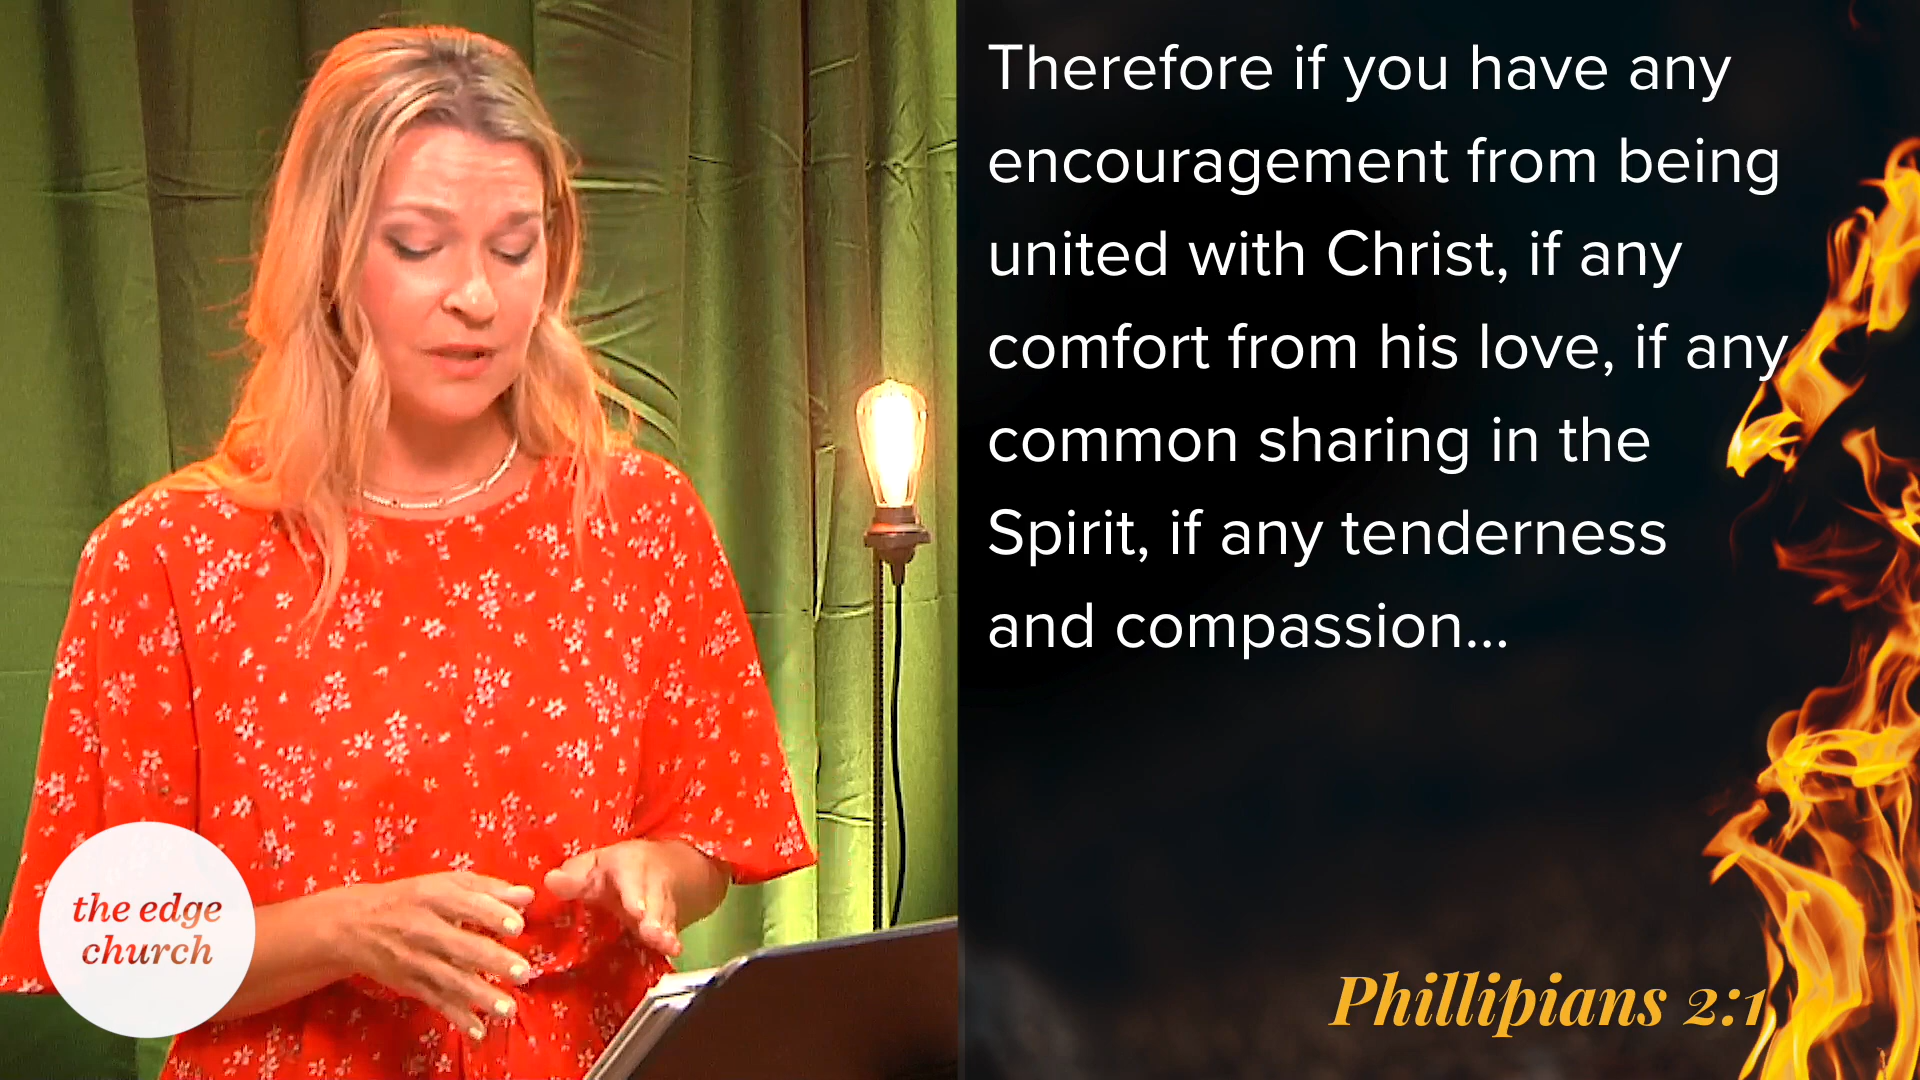 Therefore if you have any
encouragement from being
united with Christ, if any
comfort from his love, if any
common sharing in the
Spirit, if any tenderness
and compassion...
Phillipians 2:1
the edge
church